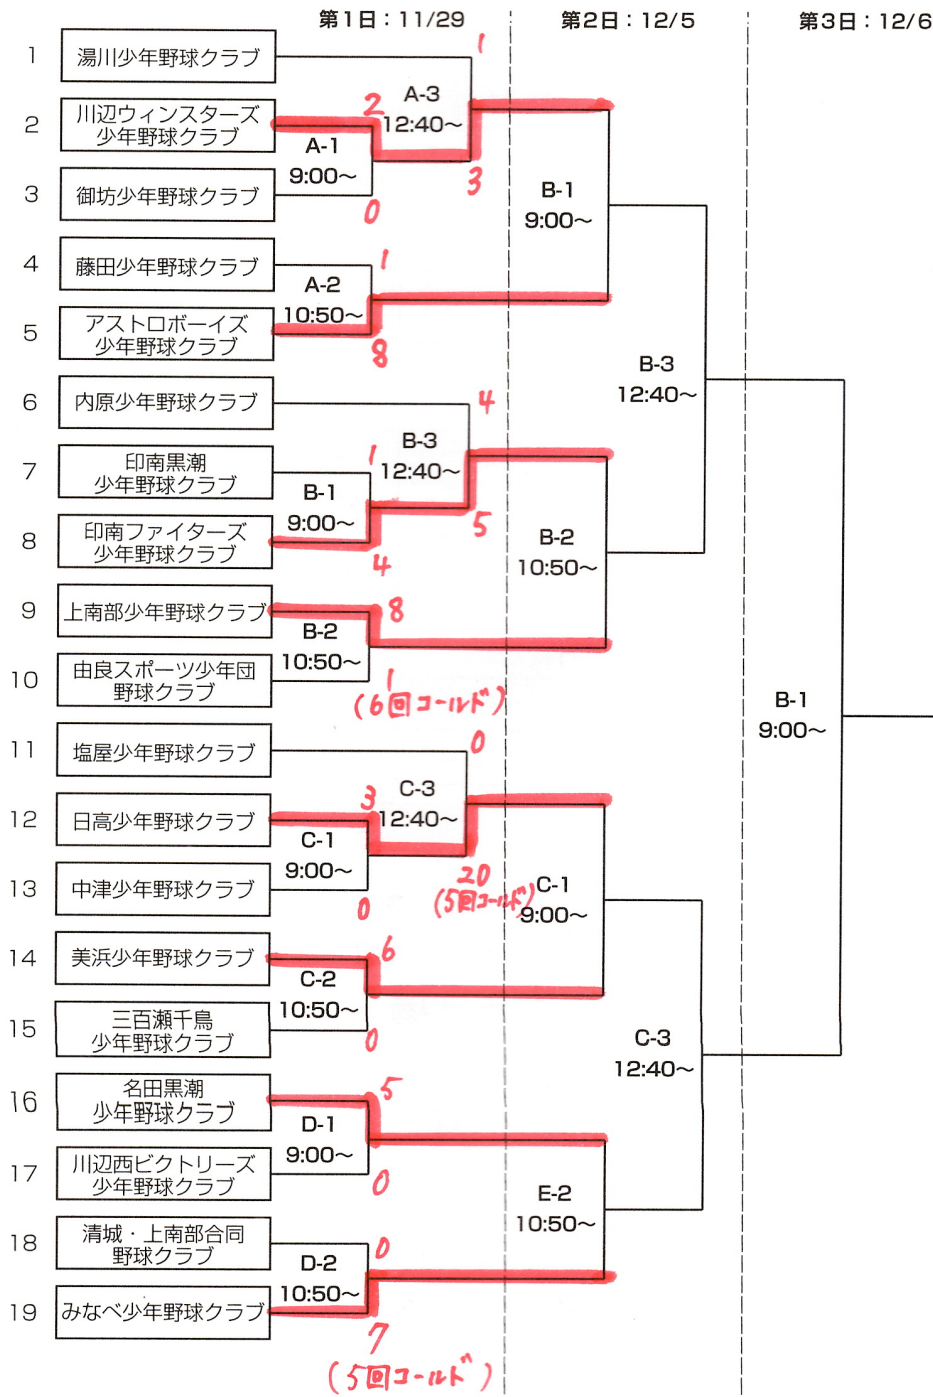 第1日：11/29
第2日：12/5
第3日：12/6
1
湯川少年野球クラブ
1
A-3
12:40～
2
川辺ウィンスターズ
少年野球クラブ
2
A-1
9:00～
3
御坊少年野球クラブ
0
3
B-1
9:00～
4
藤田少年野球クラブ
1
A-2
10:50～
5
アストロボーイズ
少年野球クラブ
8
B-3
12:40～
6
内原少年野球クラブ
4
B-3
12:40～
7
印南黒潮
少年野球クラブ
1
B-1
9:00～
8
印南ファイターズ
少年野球クラブ
4
5
B-2
10:50～
9
上南部少年野球クラブ
8
B-2
10:50～
10
由良スポーツ少年団
野球クラブ
1
(6回コールド)
B-1
9:00～
11
塩屋少年野球クラブ
0
C-3
12:40～
12
日高少年野球クラブ
3
C-1
9:00～
13
中津少年野球クラブ
0
20
(5回コールド)
C-1
9:00～
14
美浜少年野球クラブ
6
C-2
10:50～
15
三百瀬千鳥
少年野球クラブ
0
C-3
12:40～
16
名田黒潮
少年野球クラブ
5
D-1
9:00～
17
川辺西ビクトリーズ
少年野球クラブ
0
E-2
10:50～
18
清城・上南部合同
野球クラブ
0
D-2
10:50～
19
みなべ少年野球クラブ
7
(5回コールド)